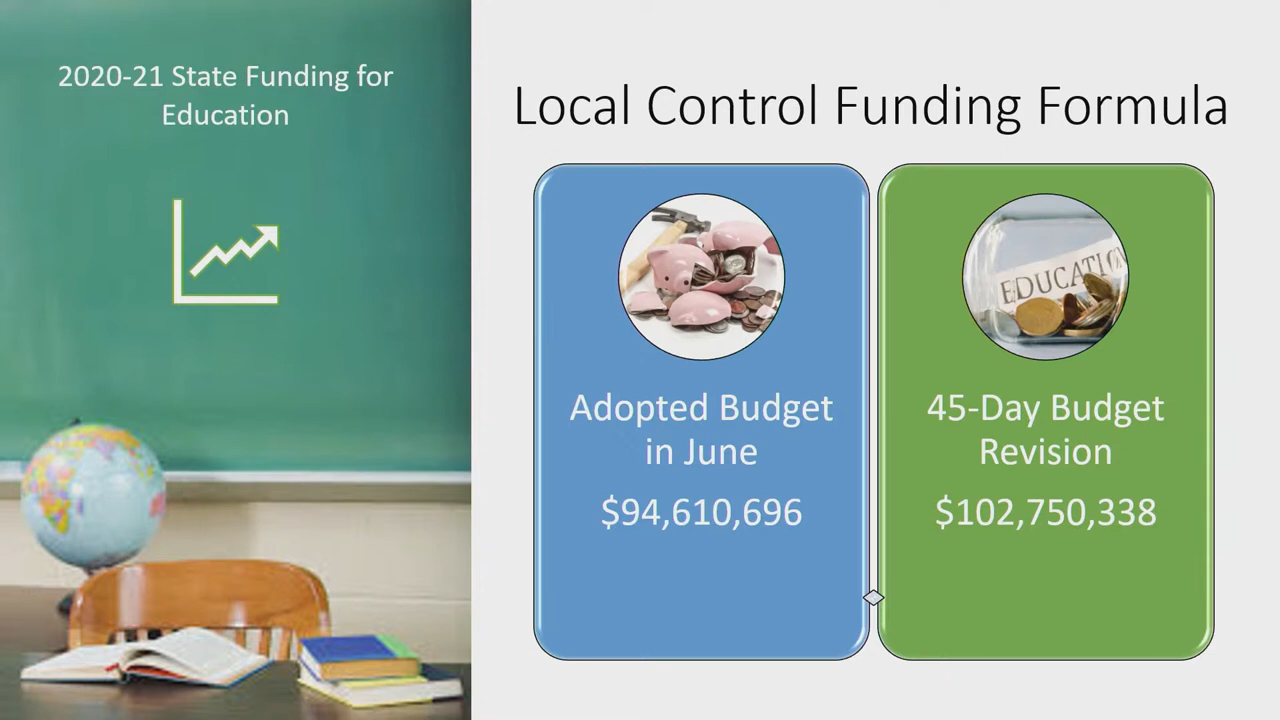 2020-21 State Funding for
Education
Local Control Funding Formula
EDUCATIO
Adopted Budget
in June
$94,610,696
45-Day Budget
Revision
$102,750,338